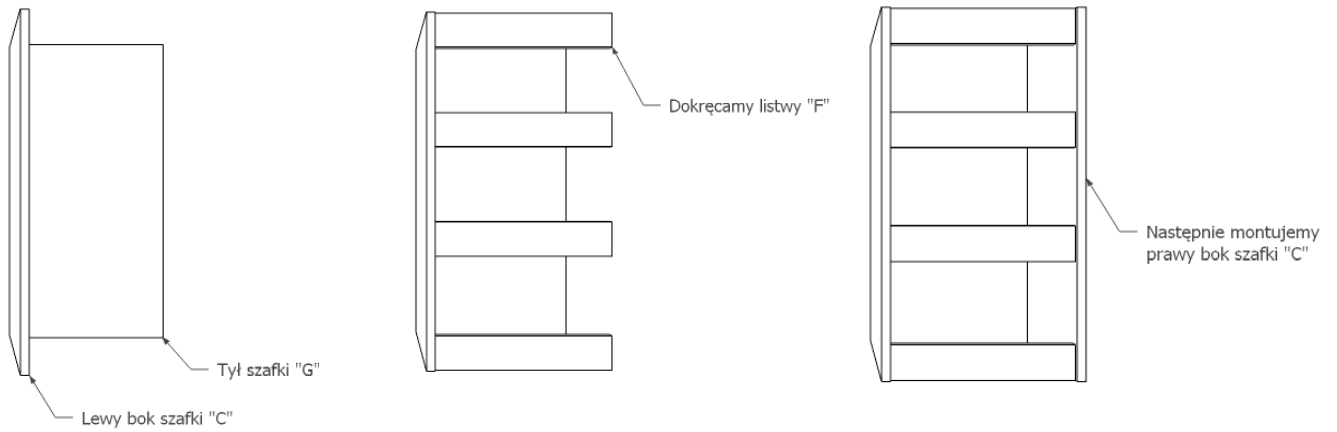 Tył szafki "G"
Lewy bok szafki "C"
Dokręcamy listwy "F"
Następnie montujemy
prawy bok szafki "C"